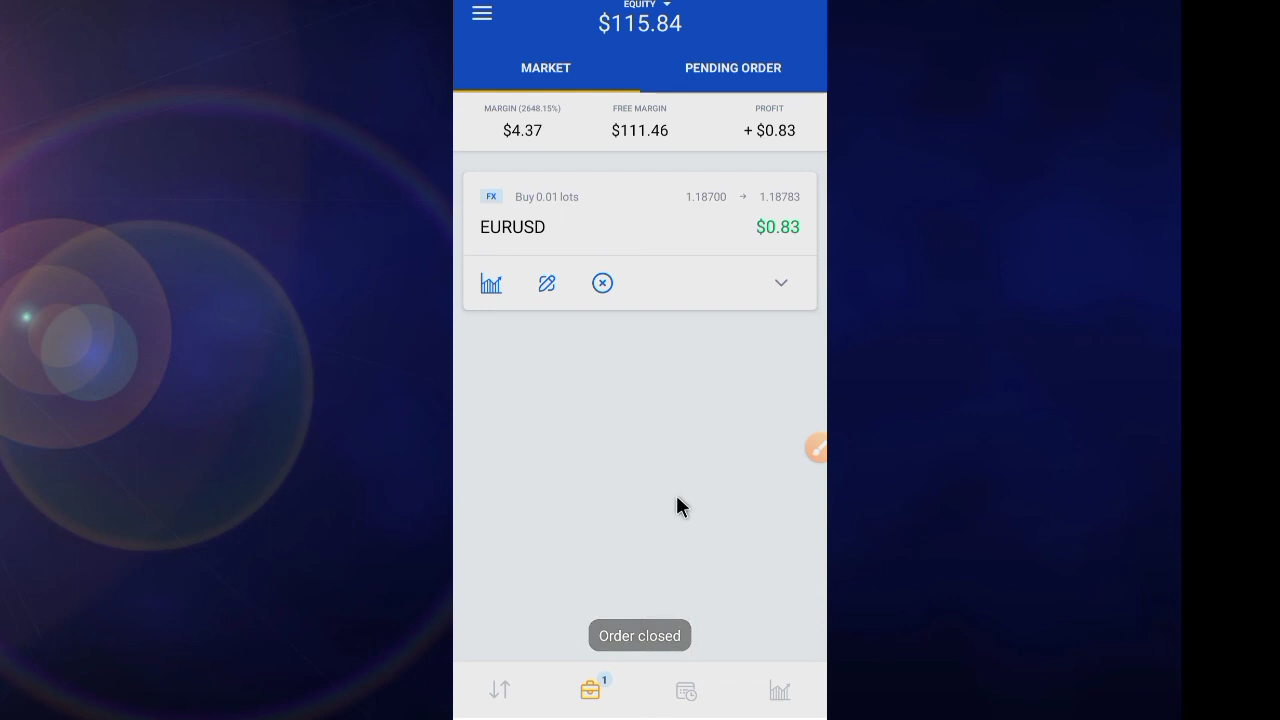 EQUITY
$115.84
MARKET PENDING ORDER
MARGIN (2648.15%) FREE MARGIN PROFIT
$4.37 $111.46 + $0.83
FX Buy 0.01 lots 1.18700 → 1.18783
EURUSD $0.83
Order closed
1